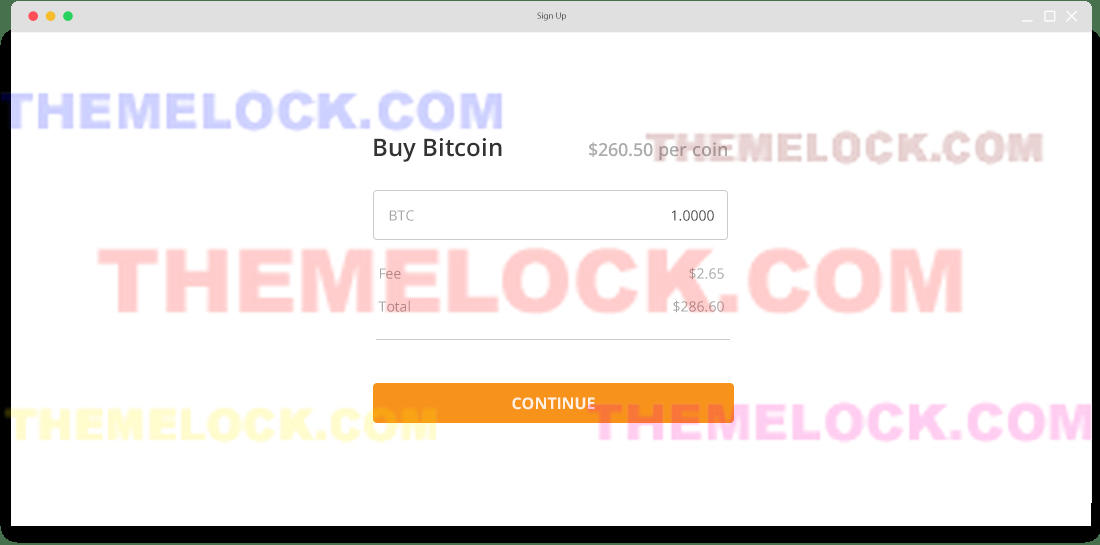 Sign Up
THEMELOCK.COM
Buy Bitcoin $260.50 per coin
THEMELOCK.COM
BTC 1.0000
THEMELOCK.COM
Fee $2.65
Total $286.60
CONTINUE
THEMELOCK.COM
THEMELOCK.COM